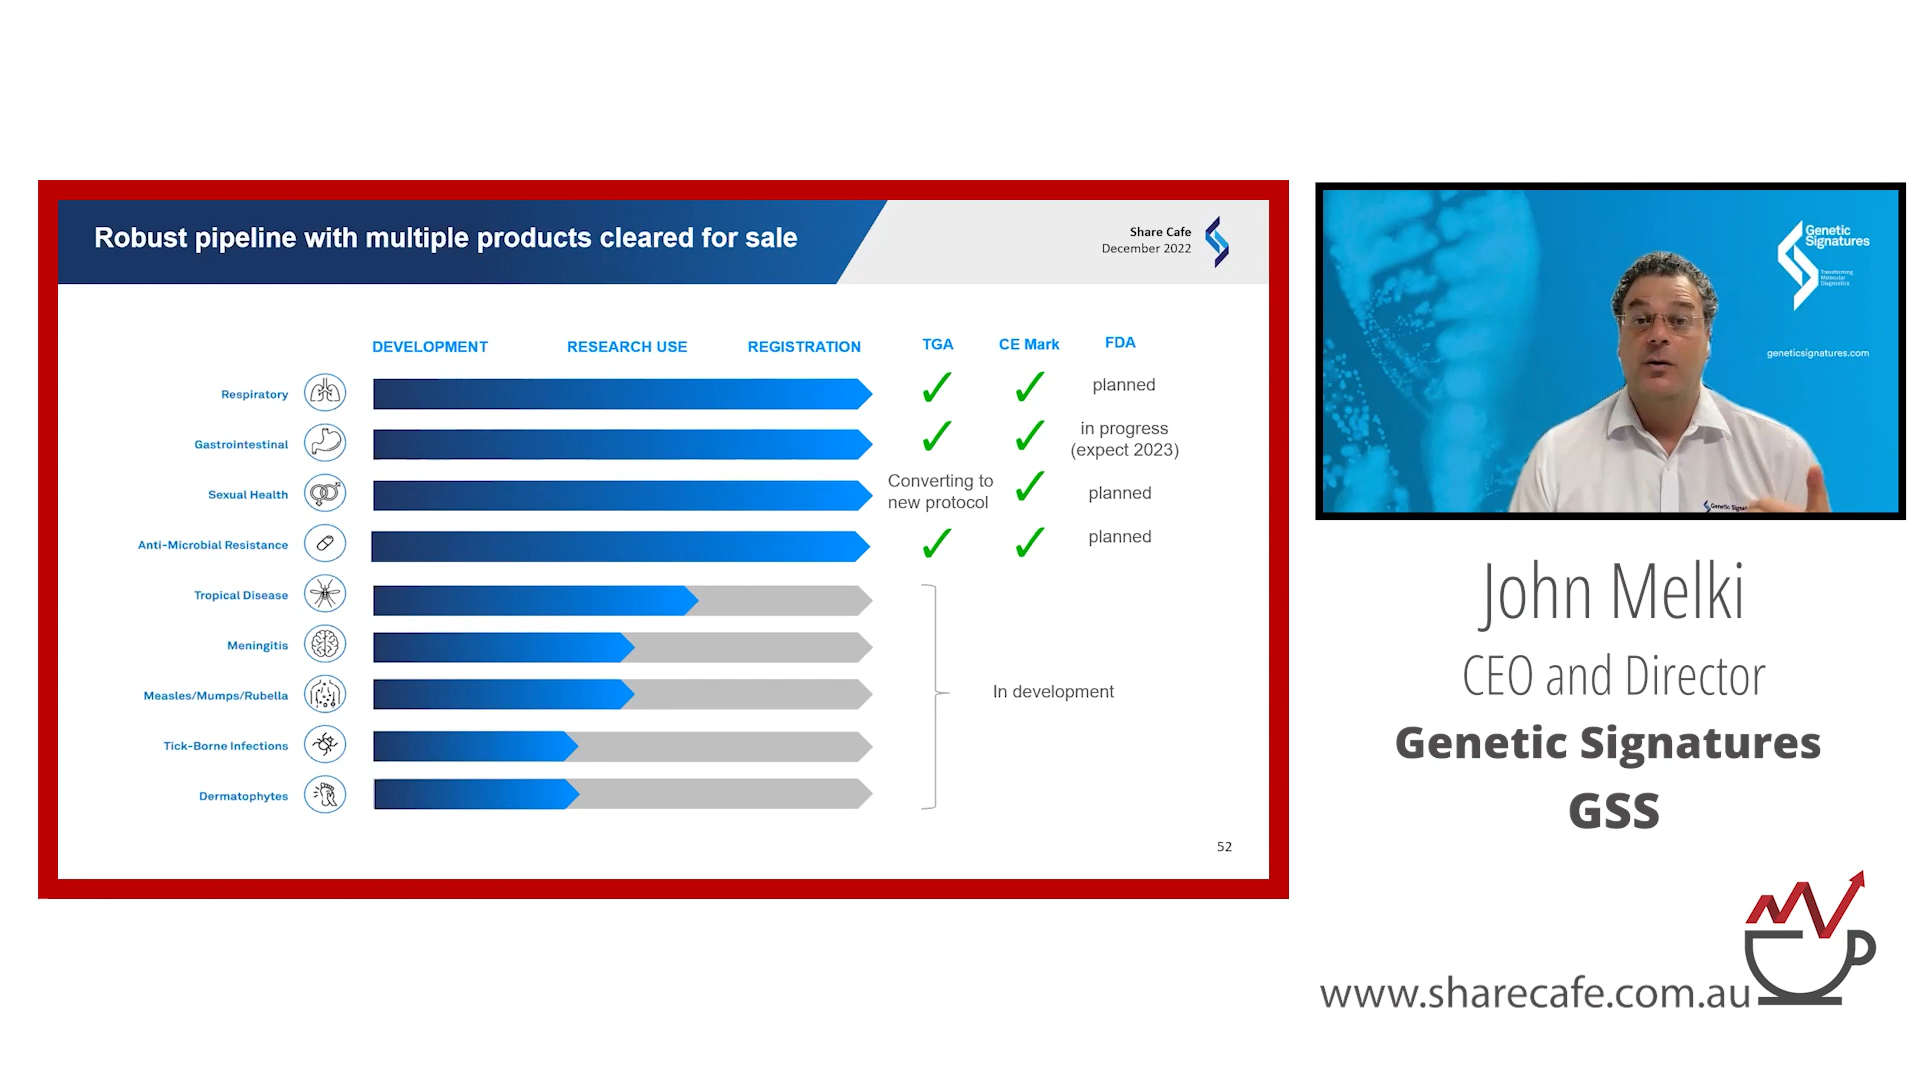 Robust pipeline with multiple products cleared for sale
Share Cafe
December 2022
DEVELOPMENT RESEARCH USE REGISTRATION TGA CE Mark FDA
Respiratory ✓ ✓ planned
Gastrointestinal ✓ ✓ in progress
(expect 2023)
Sexual Health Converting to
new protocol ✓ planned
Anti-Microbial Resistance ✓ ✓ planned
Tropical Disease
Meningitis
Measles/Mumps/Rubella
In development
Tick-Borne Infections
Dermatophytes
52
Genetic
Signatures
Transforming
Molecular
Diagnostics
geneticsignatures.com
John Melki
CEO and Director
Genetic Signatures
GSS
www.sharecafe.com.au